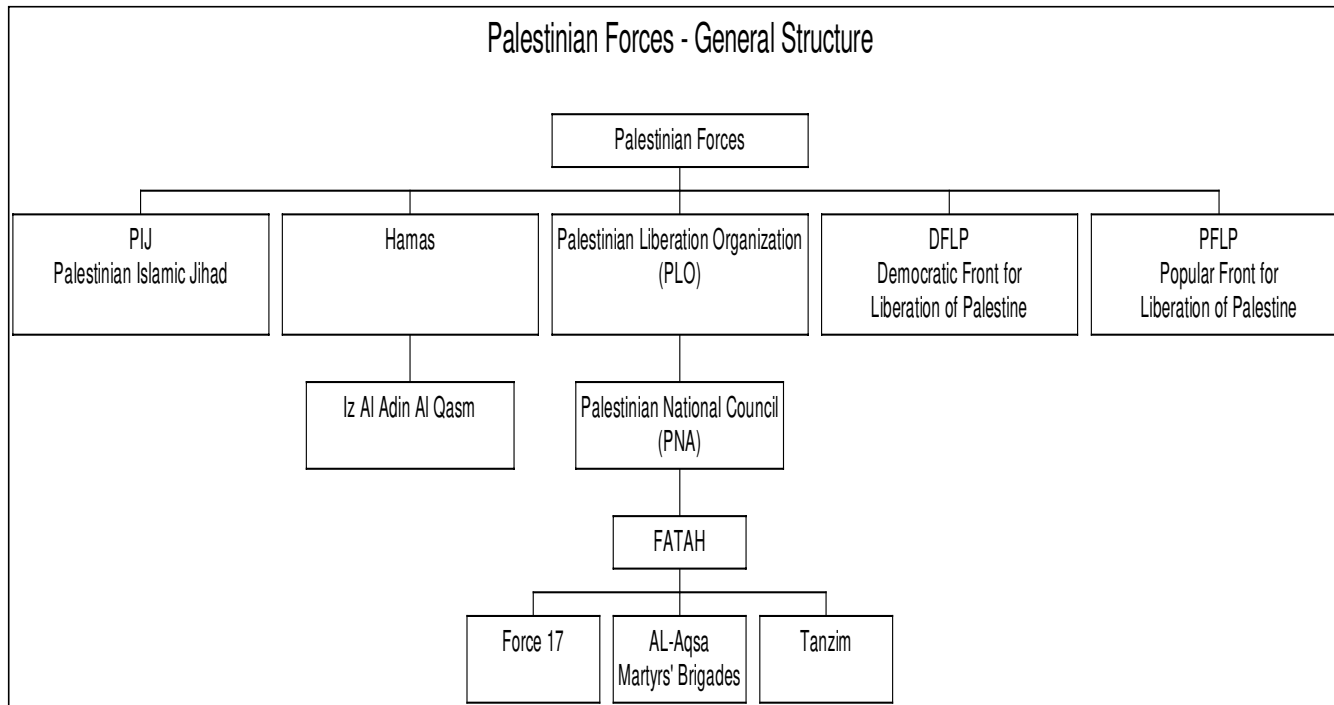 Palestinian Forces - General Structure
Palestinian Forces
PIJ
Palestinian Islamic Jihad
Hamas
Palestinian Liberation Organization
(PLO)
DFLP
Democratic Front for
Liberation of Palestine
PFLP
Popular Front for
Liberation of Palestine
Iz Al Adin Al Qasm
Palestinian National Council
(PNA)
FATAH
Force 17
AL-Aqsa
Martyrs' Brigades
Tanzim